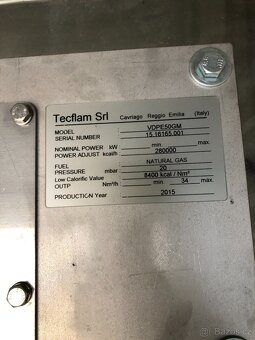 Tecflam Srl Cavriago Reggio Emilia (Italy)
MODEL VDPE50GM
SERIAL NUMBER 15.16165.001
NOMINAL POWER kW min max.
POWER ADJUST kcal/h 280000
FUEL NATURAL GAS
PRESSURE mbar 20
Low Calorific Value 8400 kcal / Nm³
OUTP Nm³h min 34 max.
PRODUCTION Year 2015